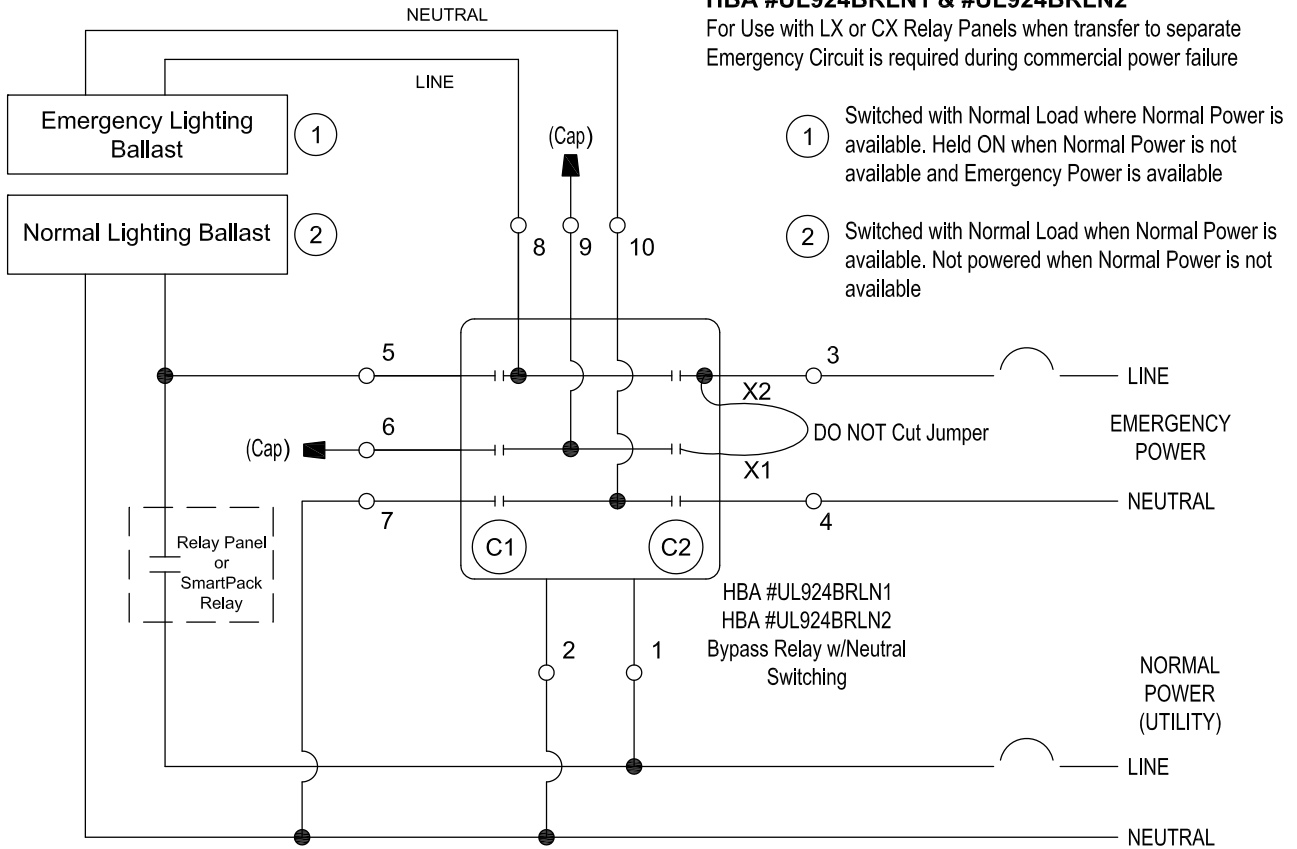 HBA #UL924BRLN1 & #UL924BRLN2
For Use with LX or CX Relay Panels when transfer to separate
Emergency Circuit is required during commercial power failure
NEUTRAL
LINE
Emergency Lighting
Ballast
1
Normal Lighting Ballast
2
(Cap)
1
Switched with Normal Load where Normal Power is
available. Held ON when Normal Power is not
available and Emergency Power is available
2
Switched with Normal Load when Normal Power is
available. Not powered when Normal Power is not
available
8
9
10
5
3
X2
LINE
(Cap)
6
DO NOT Cut Jumper
EMERGENCY
POWER
X1
7
4
NEUTRAL
C1
C2
Relay Panel
or
SmartPack
Relay
HBA #UL924BRLN1
HBA #UL924BRLN2
Bypass Relay w/Neutral
Switching
2
1
NORMAL
POWER
(UTILITY)
LINE
NEUTRAL